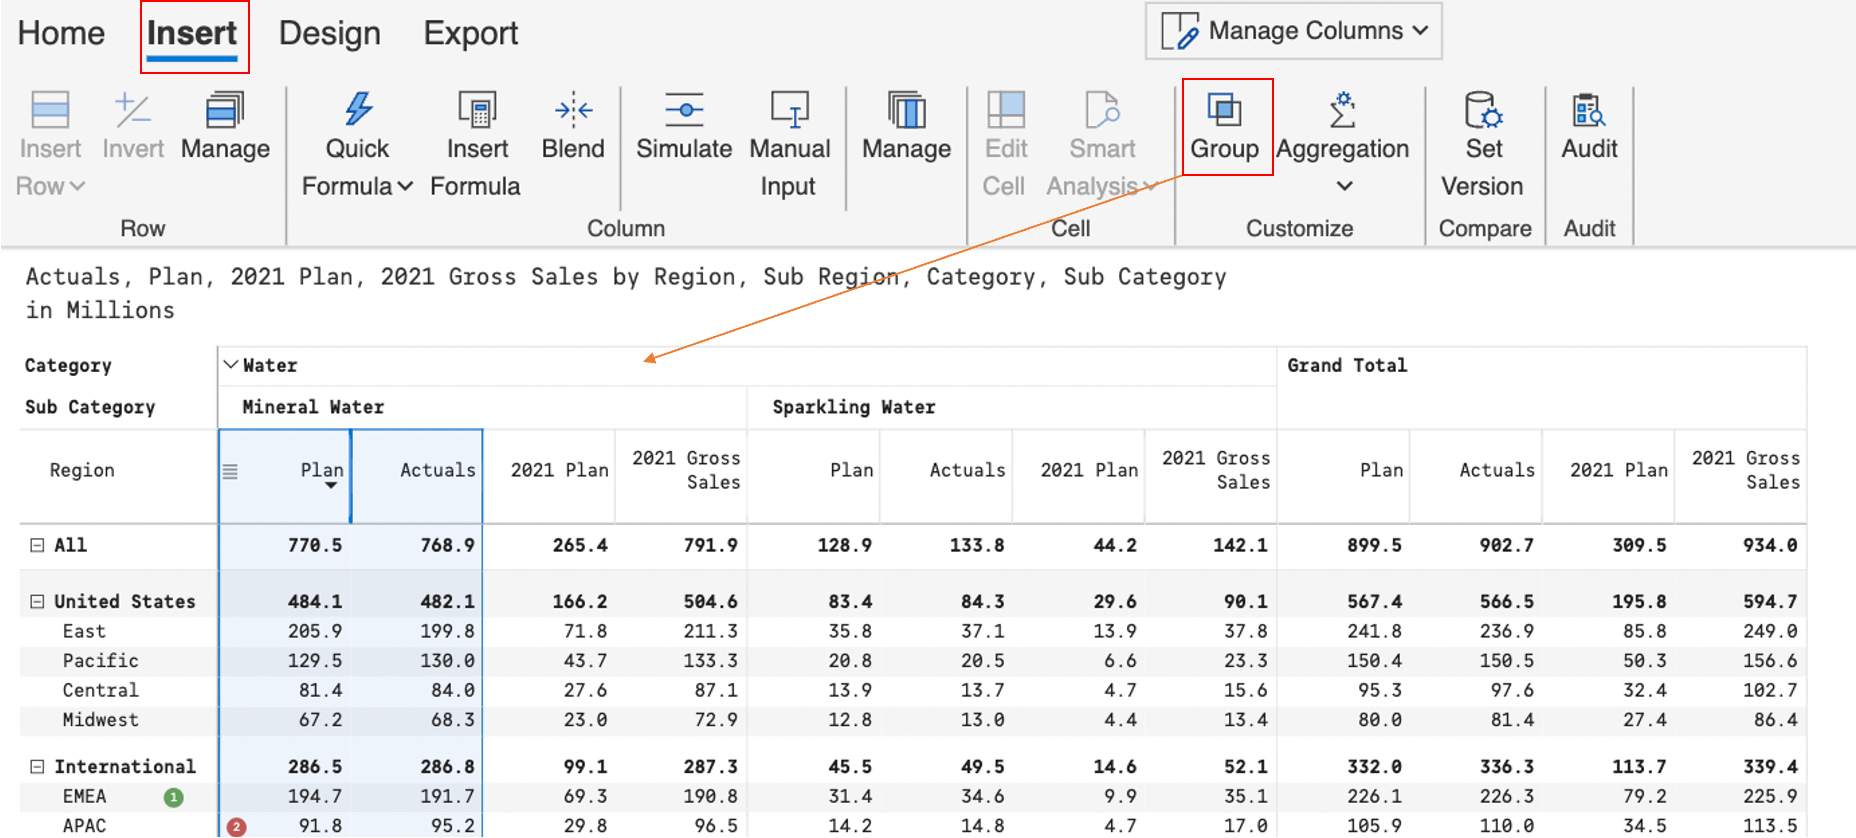 Home Insert Design Export Manage Columns
Insert Invert Manage Quick Insert Blend Simulate Manual Manage Edit Smart Group Aggregation Set Audit
Row Formula Formula Input Cell Analysis Version
Row Column Cell Customize Compare Audit
Actuals, Plan, 2021 Plan, 2021 Gross Sales by Region, Sub Region, Category, Sub Category
in Millions
Category Water Grand Total
Sub Category Mineral Water Sparkling Water
Region Plan Actuals 2021 Plan 2021 Gross Sales Plan Actuals 2021 Plan 2021 Gross Sales Plan Actuals 2021 Plan 2021 Gross Sales
All 770.5 768.9 265.4 791.9 128.9 133.8 44.2 142.1 899.5 902.7 309.5 934.0
United States 484.1 482.1 166.2 504.6 83.4 84.3 29.6 90.1 567.4 566.5 195.8 594.7
East 205.9 199.8 71.8 211.3 35.8 37.1 13.9 37.8 241.8 236.9 85.8 249.0
Pacific 129.5 130.0 43.7 133.3 20.8 20.5 6.6 23.3 150.4 150.5 50.3 156.6
Central 81.4 84.0 27.6 87.1 13.9 13.7 4.7 15.6 95.3 97.6 32.4 102.7
Midwest 67.2 68.3 23.0 72.9 12.8 13.0 4.4 13.4 80.0 81.4 27.4 86.4
International 286.5 286.8 99.1 287.3 45.5 49.5 14.6 52.1 332.0 336.3 113.7 339.4
EMEA 1 194.7 191.7 69.3 190.8 31.4 34.6 9.9 35.1 226.1 226.3 79.2 225.9
APAC 2 91.8 95.2 29.8 96.5 14.2 14.8 4.7 17.0 105.9 110.0 34.5 113.5